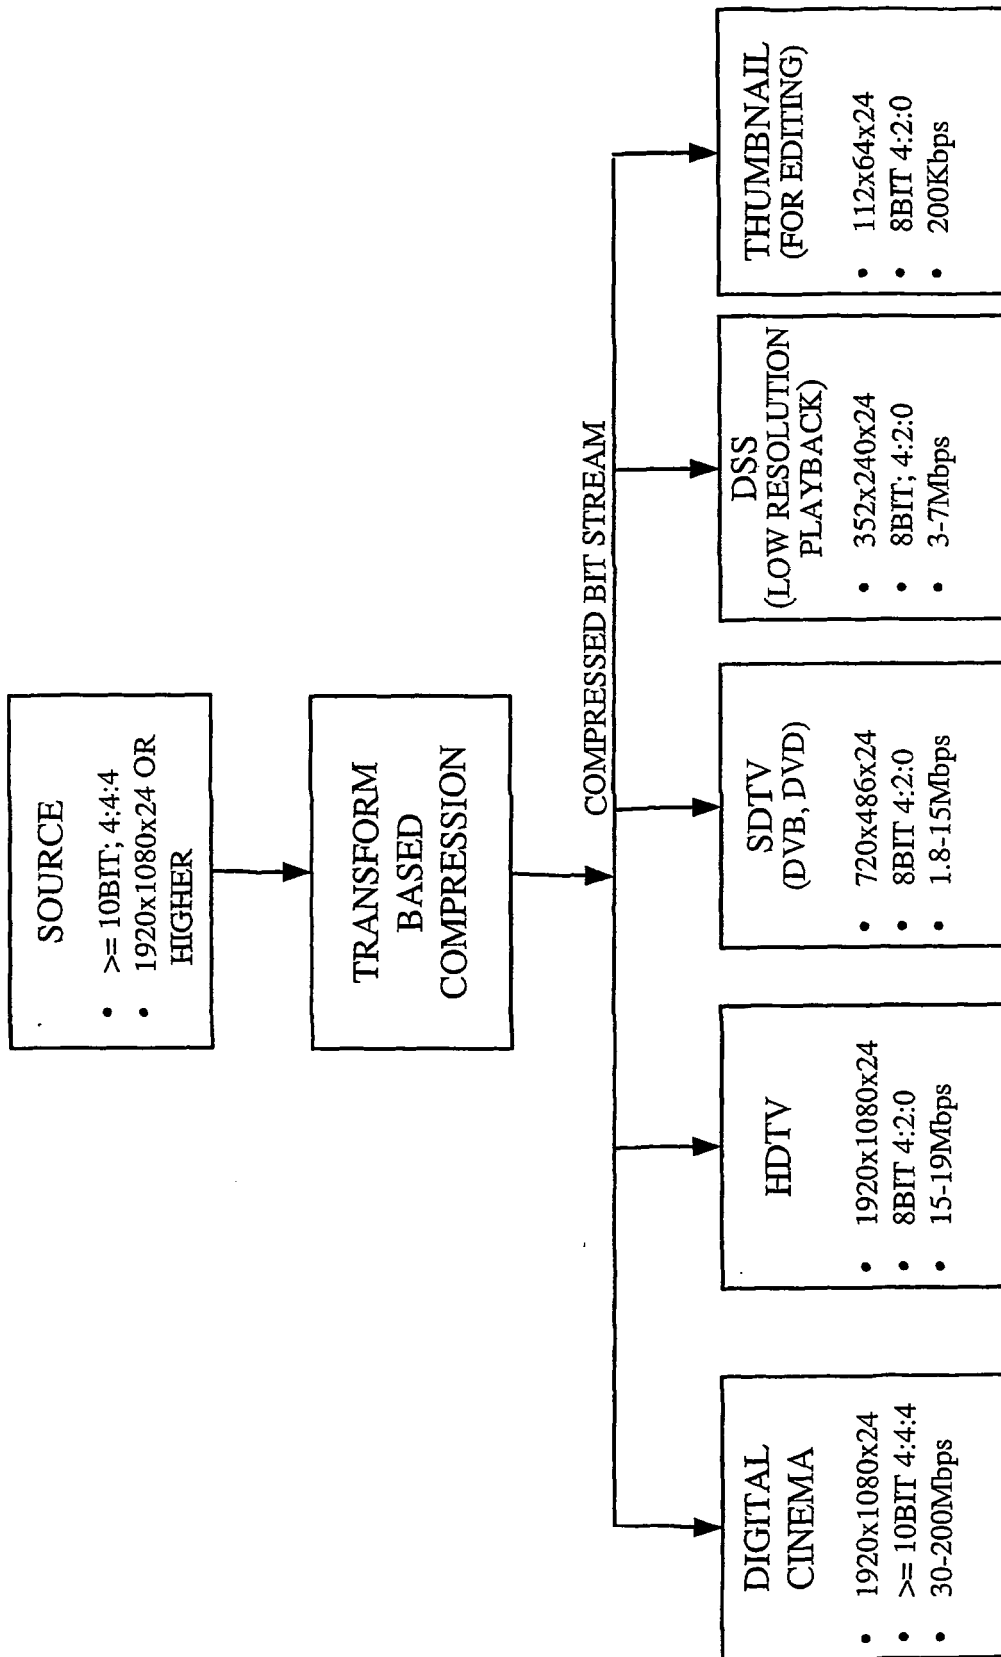 SOURCE
• >= 10BIT; 4:4:4
• 1920x1080x24 OR
HIGHER
TRANSFORM
BASED
COMPRESSION
COMPRESSED BIT STREAM
DIGITAL
CINEMA
• 1920x1080x24
• >= 10BIT 4:4:4
• 30-200Mbps
HDTV
• 1920x1080x24
• 8BIT 4:2:0
• 15-19Mbps
SDTV
(DVB, DVD)
• 720x486x24
• 8BIT 4:2:0
• 1.8-15Mbps
DSS
(LOW RESOLUTION
PLAYBACK)
• 352x240x24
• 8BIT; 4:2:0
• 3-7Mbps
THUMBNAIL
(FOR EDITING)
• 112x64x24
• 8BIT 4:2:0
• 200Kbps